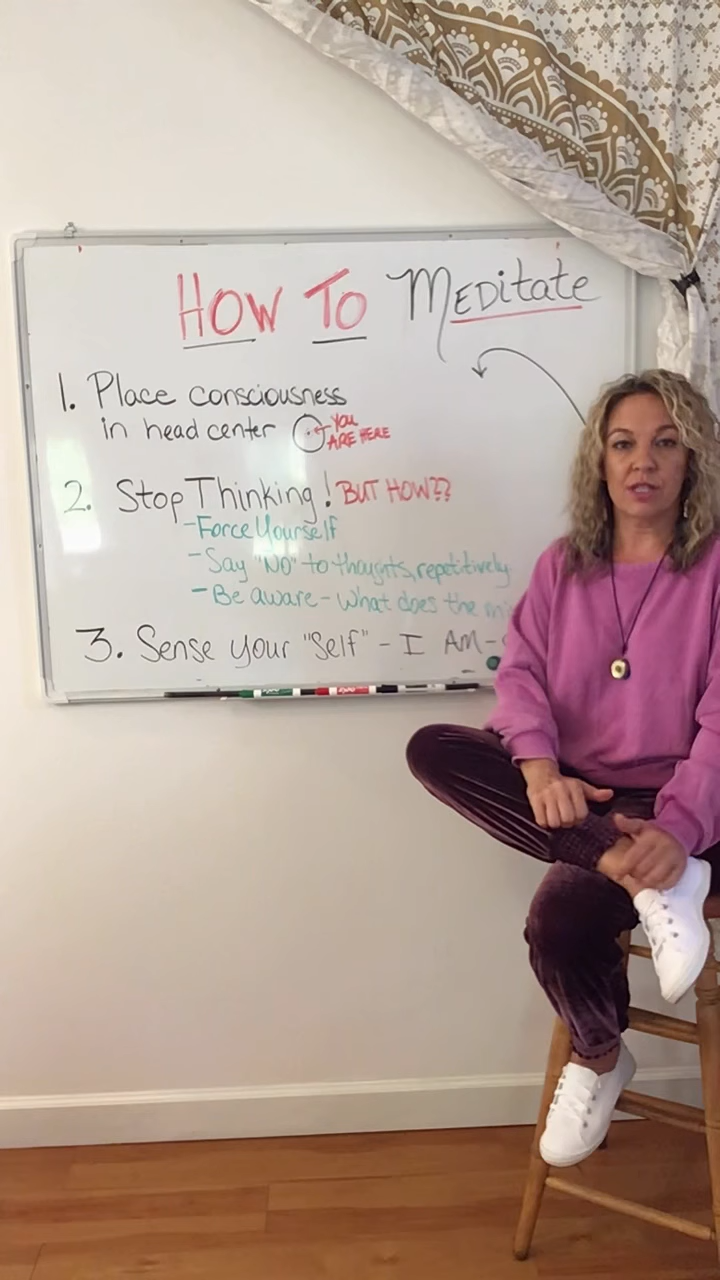 HOW TO MEDitate
1. Place consciousness
in head center
YOU
ARE HERE
2. Stop Thinking! BUT HOW??
- Force Yourself
- Say "NO" to thoughts, repetitively
- Be aware - What does the
3. Sense your "Self" - I AM -
EXPO